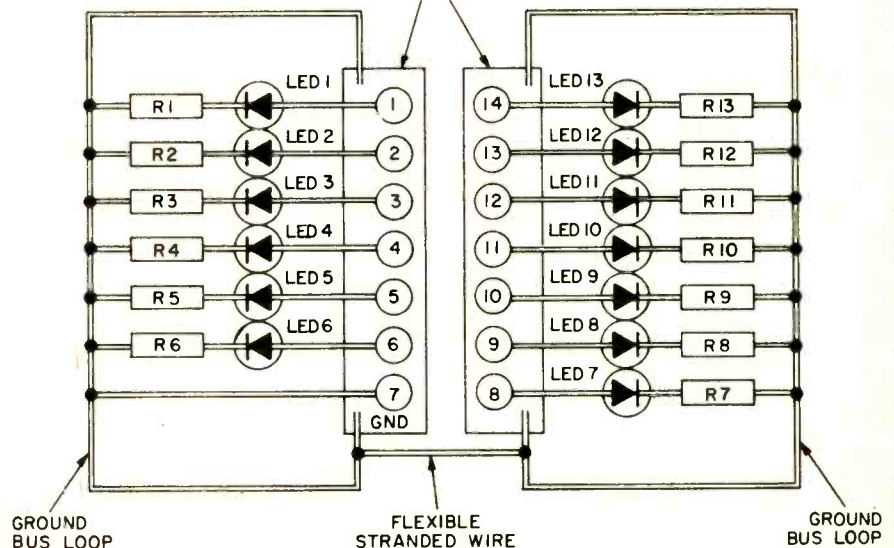 LED 1
R1
1
14
LED 13
R13
LED 2
R2
2
13
LED 12
R12
LED 3
R3
3
12
LED 11
R11
LED 4
R4
4
11
LED 10
R10
LED 5
R5
5
10
LED 9
R9
LED 6
R6
6
9
LED 8
R8
7
GND
8
LED 7
R7
GROUND
BUS LOOP
FLEXIBLE
STRANDED WIRE
GROUND
BUS LOOP